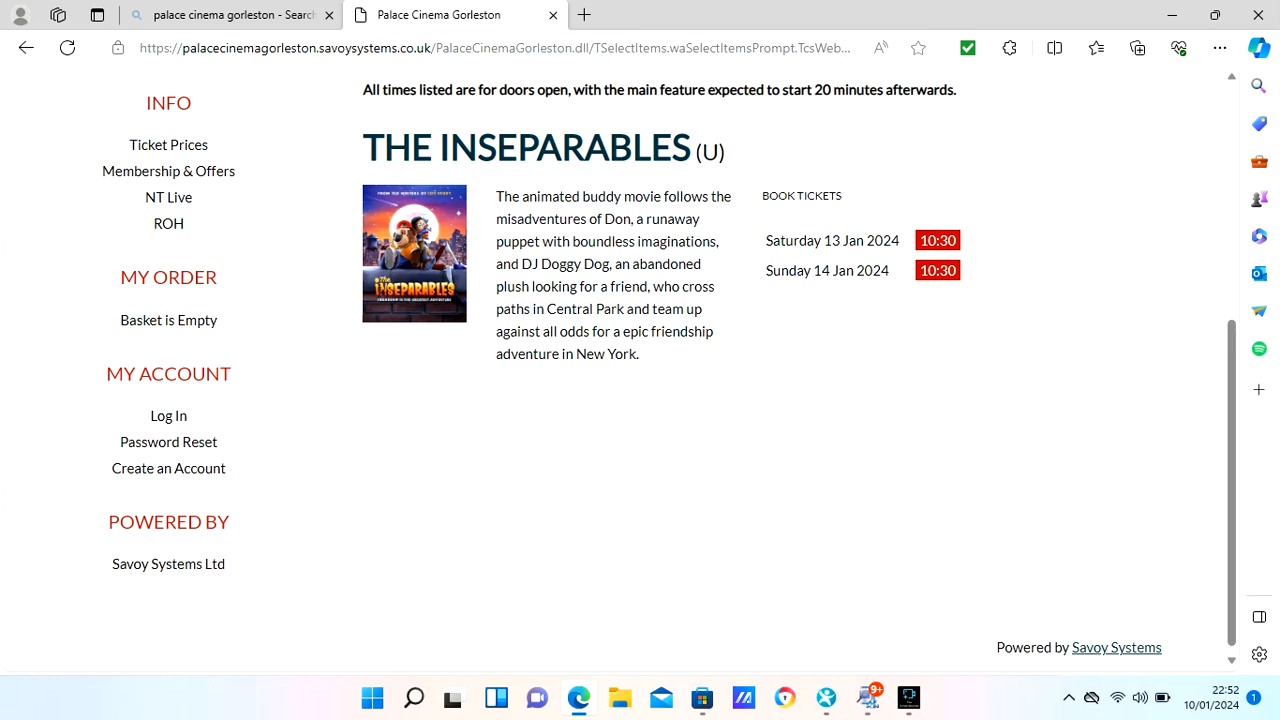 palace cinema gorleston - Search
Palace Cinema Gorleston
https://palacecinemagorleston.savoysystems.co.uk/PalaceCinemaGorleston.dll/TSelectItems.waSelectItemsPrompt.TcsWeb...
All times listed are for doors open, with the main feature expected to start 20 minutes afterwards.
INFO
Ticket Prices
Membership & Offers
NT Live
ROH
MY ORDER
Basket is Empty
MY ACCOUNT
Log In
Password Reset
Create an Account
POWERED BY
Savoy Systems Ltd
THE INSEPARABLES (U)
The INSEPARABLES
The animated buddy movie follows the
misadventures of Don, a runaway
puppet with boundless imaginations,
and DJ Doggy Dog, an abandoned
plush looking for a friend, who cross
paths in Central Park and team up
against all odds for a epic friendship
adventure in New York.
BOOK TICKETS
Saturday 13 Jan 2024 10:30
Sunday 14 Jan 2024 10:30
Powered by Savoy Systems
9+
22:52
10/01/2024
1